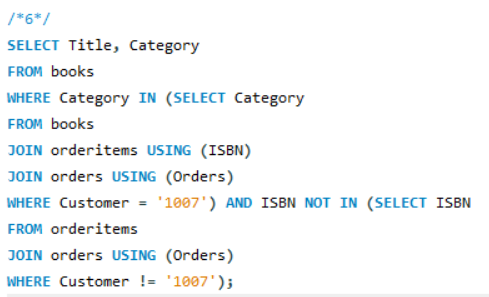 /*6*/
SELECT Title, Category
FROM books
WHERE Category IN (SELECT Category
FROM books
JOIN orderitems USING (ISBN)
JOIN orders USING (Orders)
WHERE Customer = '1007') AND ISBN NOT IN (SELECT ISBN
FROM orderitems
JOIN orders USING (Orders)
WHERE Customer != '1007');